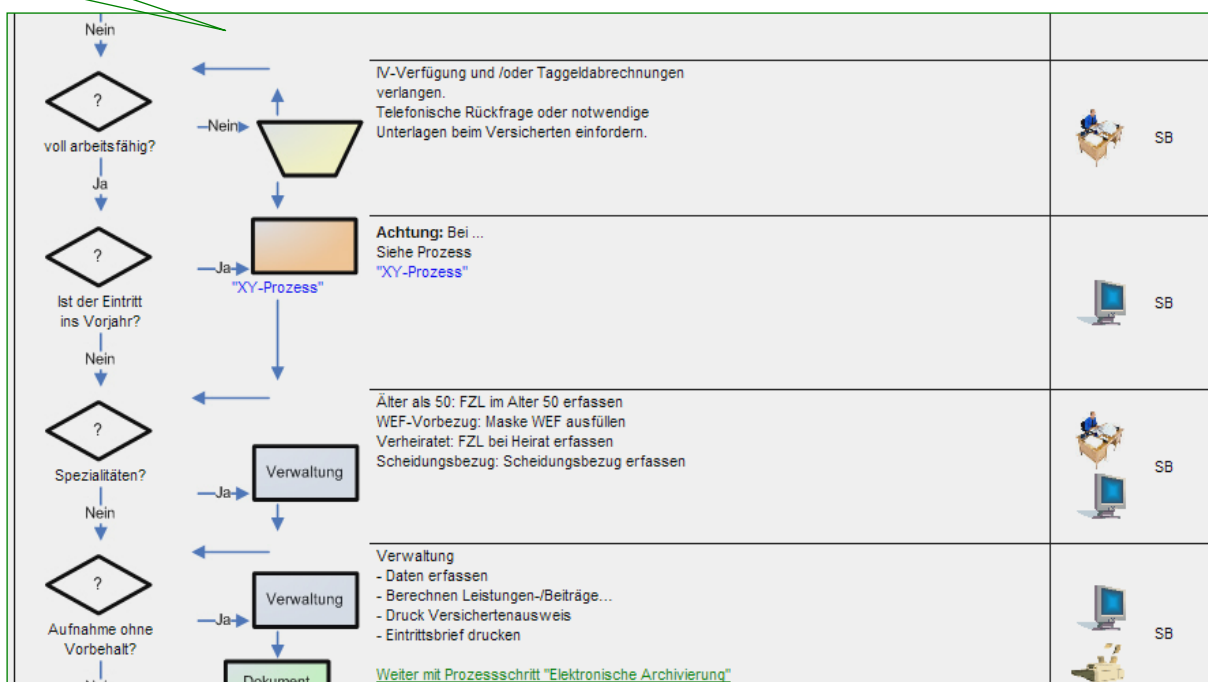 Nein
?
voll arbeitsfähig?
Nein
IV-Verfügung und /oder Taggeldabrechnungen
verlangen.
Telefonische Rückfrage oder notwendige
Unterlagen beim Versicherten einfordern.
SB
Ja
?
Ist der Eintritt
ins Vorjahr?
Ja
"XY-Prozess"
Achtung: Bei ...
Siehe Prozess
"XY-Prozess"
SB
Nein
?
Spezialitäten?
Ja
Verwaltung
Älter als 50: FZL im Alter 50 erfassen
WEF-Vorbezug: Maske WEF ausfüllen
Verheiratet: FZL bei Heirat erfassen
Scheidungsbezug: Scheidungsbezug erfassen
SB
Nein
?
Aufnahme ohne
Vorbehalt?
Ja
Verwaltung
Dokument
Verwaltung
- Daten erfassen
- Berechnen Leistungen-/Beiträge...
- Druck Versichertenausweis
- Eintrittsbrief drucken
Weiter mit Prozessschritt "Elektronische Archivierung"
SB